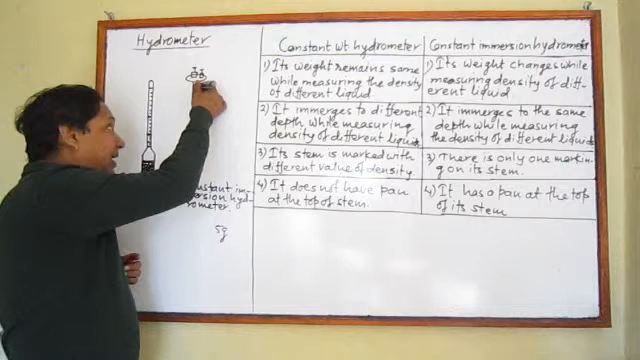 Hydrometer
Constant wt hydrometer
Constant immersion hydrometer
1) Its weight remains same
while measuring the density
of different liquid
1) Its weight changes while
measuring density of diff-
erent liquid
2) It immerges to different
depth while measuring
density of different liquid
2) It immerges to the same
depth while measuring
the density of different liquids
3) Its stem is marked with
different value of density.
3) There is only one markin-
g on its stem.
4) It does not have pan
at the top of stem.
4) It has a pan at the top
of its stem
nstant im-
ersion hyd-
rometer.